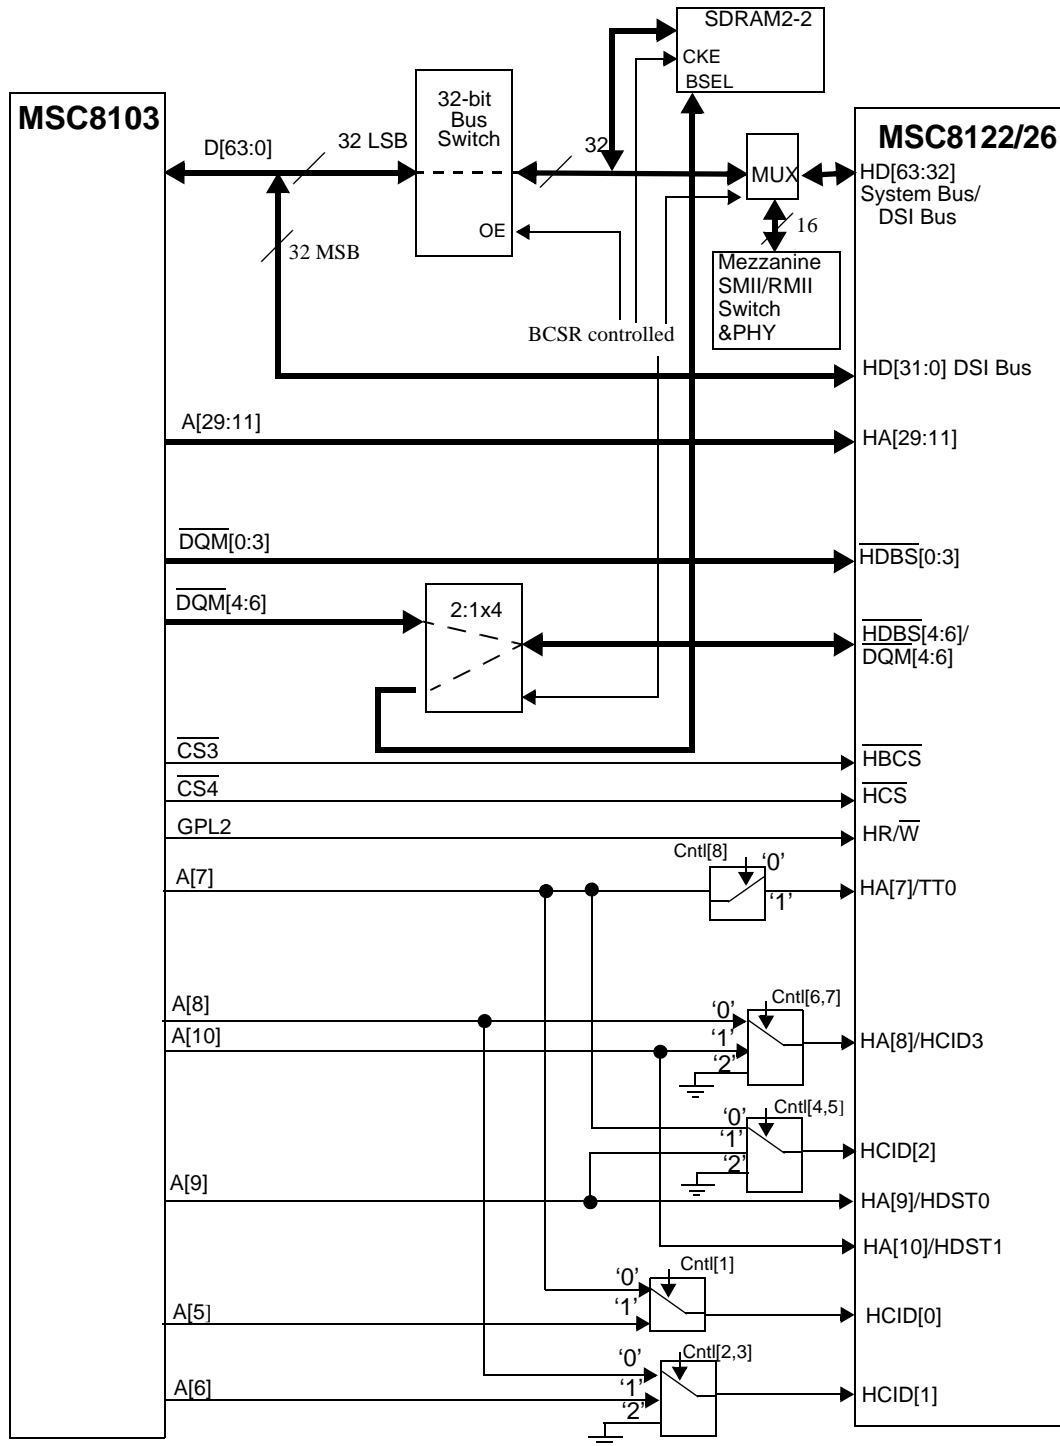 SDRAM2-2
CKE
BSEL
MSC8103
32-bit
Bus
Switch
OE
MSC8122/26
D[63:0]
32 LSB
32
MUX
HD[63:32]
System Bus/
DSI Bus
16
32 MSB
Mezzanine
SMII/RMII
Switch
&PHY
BCSR controlled
HD[31:0] DSI Bus
A[29:11]
HA[29:11]
DQM[0:3]
HDBS[0:3]
DQM[4:6]
2:1x4
HDBS[4:6]/
DQM[4:6]
CS3
HBCS
CS4
HCS
GPL2
HR/W
Cntl[8]
‘0’
A[7]
‘1’
HA[7]/TT0
A[8]
Cntl[6,7]
‘0’
A[10]
‘1’
HA[8]/HCID3
‘2’
Cntl[4,5]
‘0’
‘1’
HCID[2]
‘2’
A[9]
HA[9]/HDST0
HA[10]/HDST1
Cntl[1]
‘0’
A[5]
‘1’
HCID[0]
Cntl[2,3]
‘0’
A[6]
‘1’
HCID[1]
‘2’